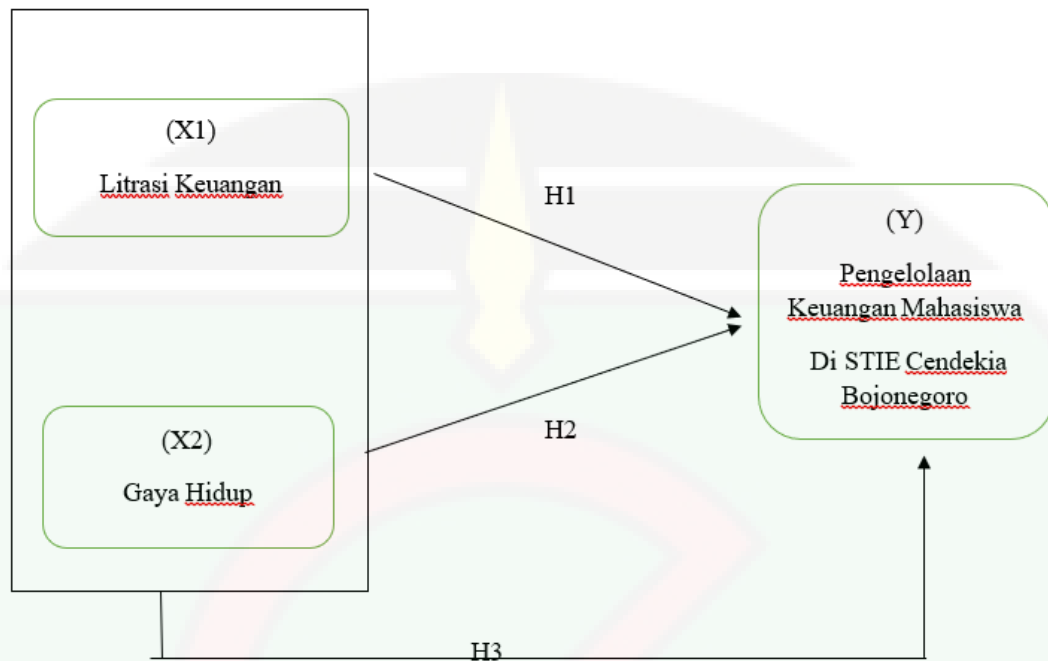 (X1)
Litrasi Keuangan
H1
(Y)
Pengelolaan
Keuangan Mahasiswa
Di STIE Cendekia
Bojonegoro
(X2)
Gaya Hidup
H2
H3